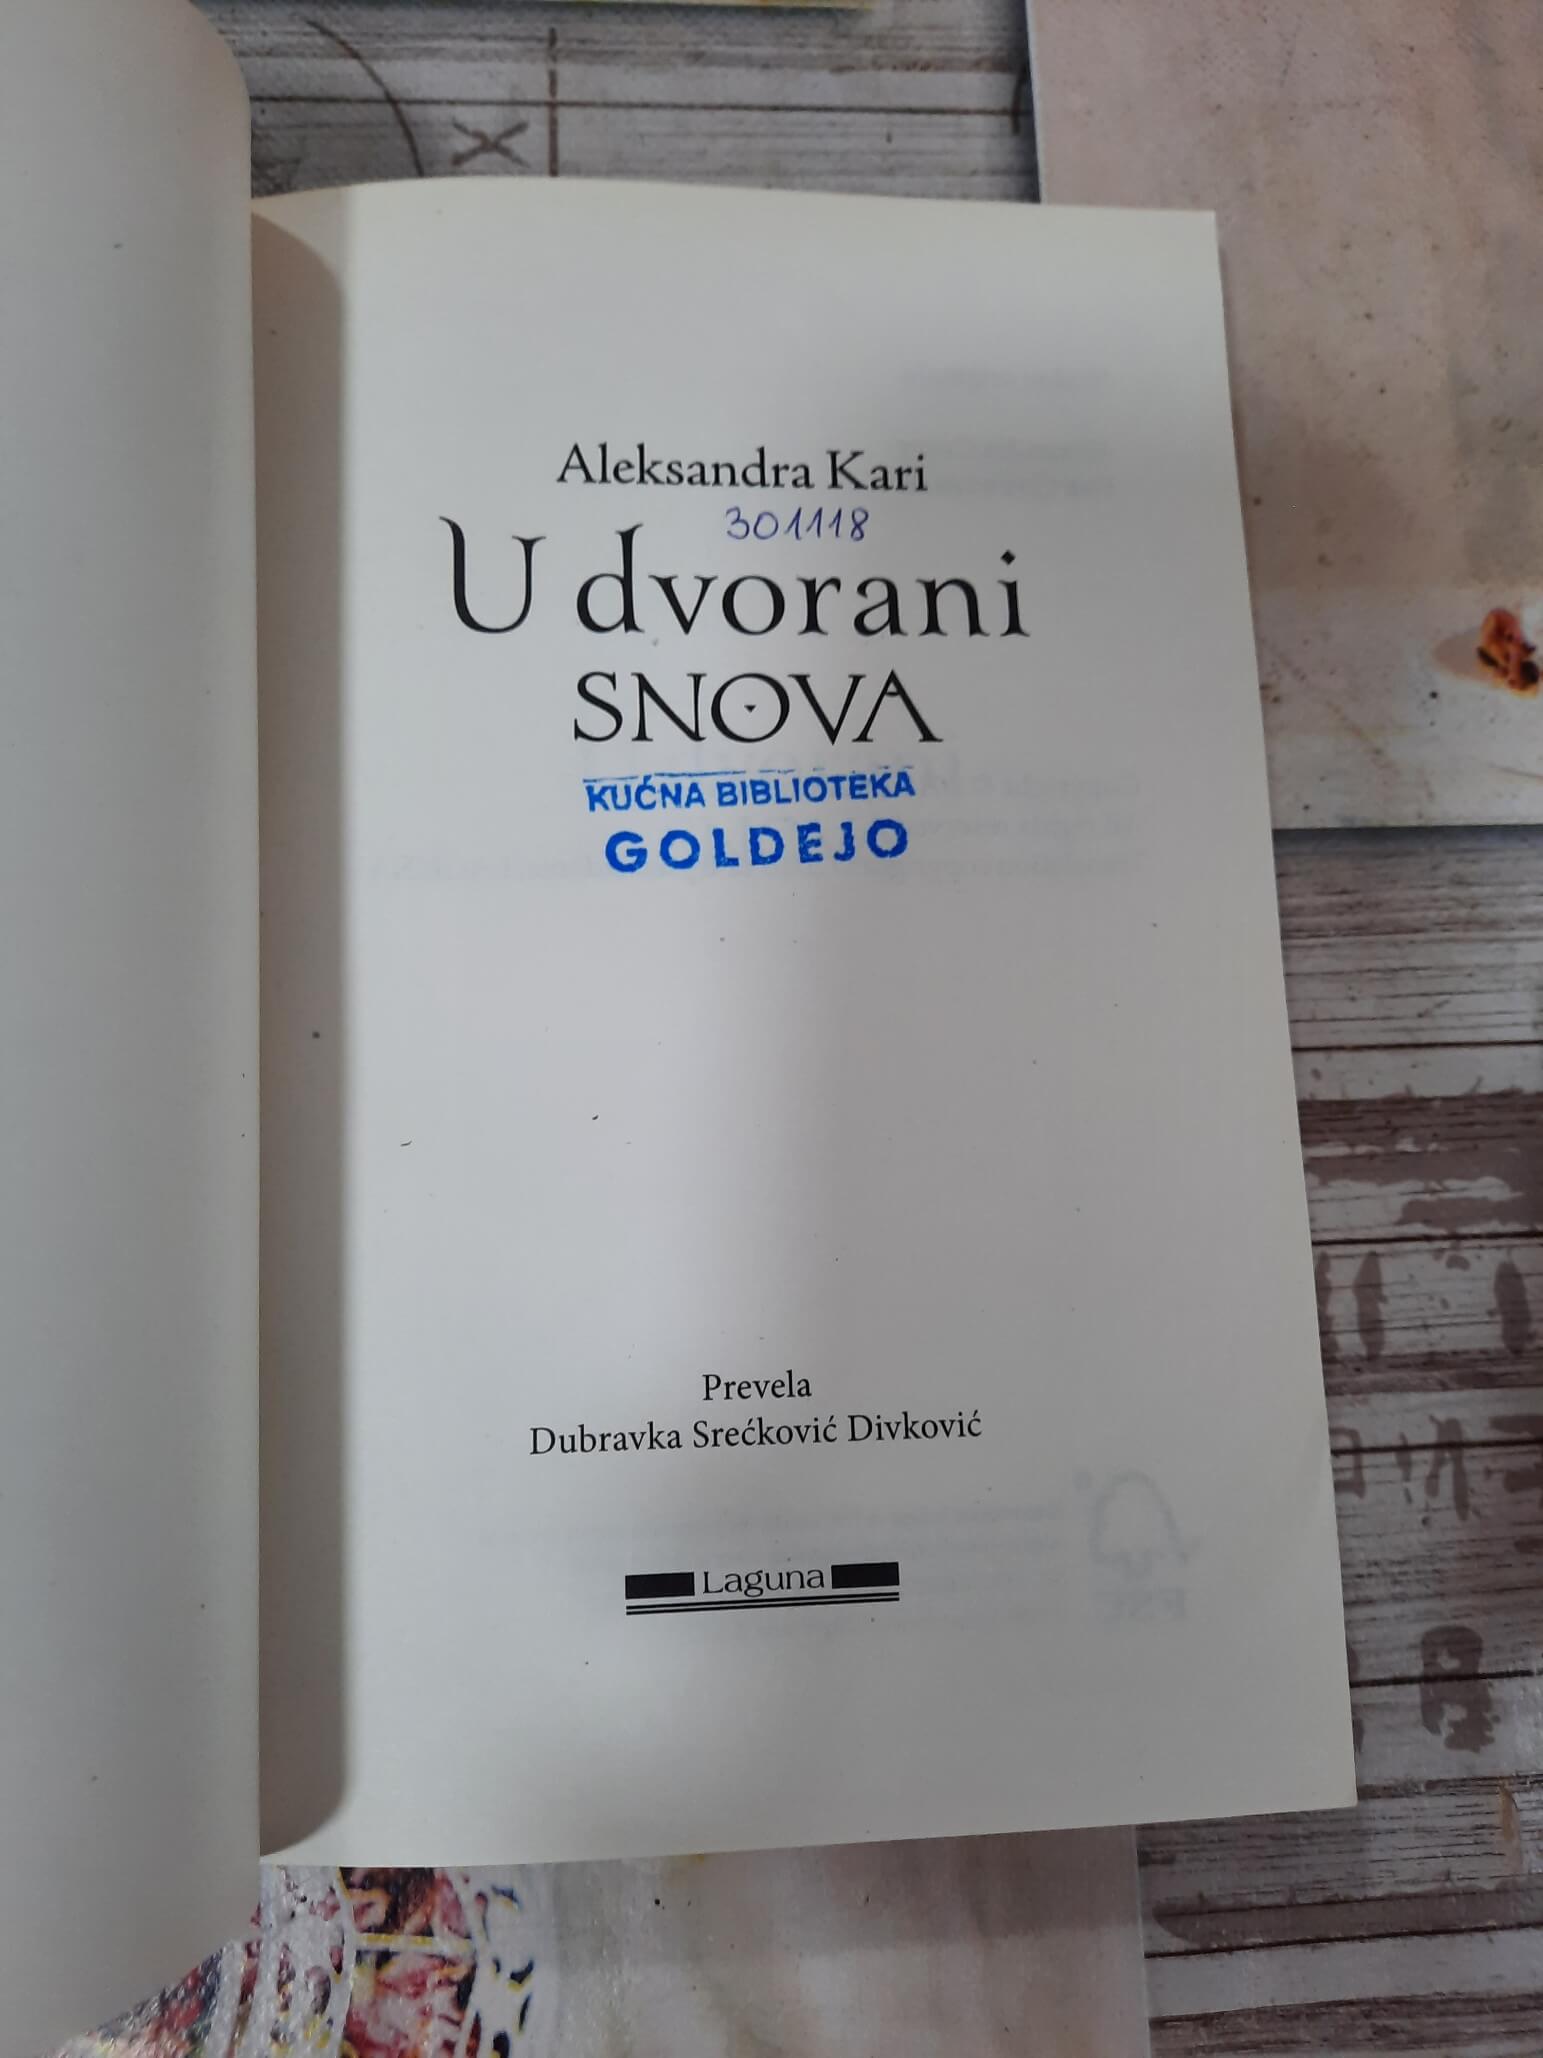 Aleksandra Kari
301118
U dvorani
SNOVA
KUĆNA BIBLIOTEKA
GOLDEJO
Prevela
Dubravka Srećković Divković
Laguna